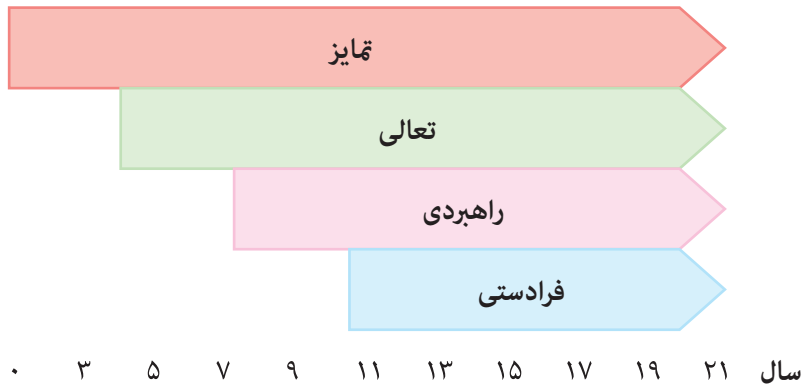 تمایز
تعالی
راهبردی
فرادستی
۰ ۳ ۵ ۷ ۹ ۱۱ ۱۳ ۱۵ ۱۷ ۱۹ ۲۱ سال